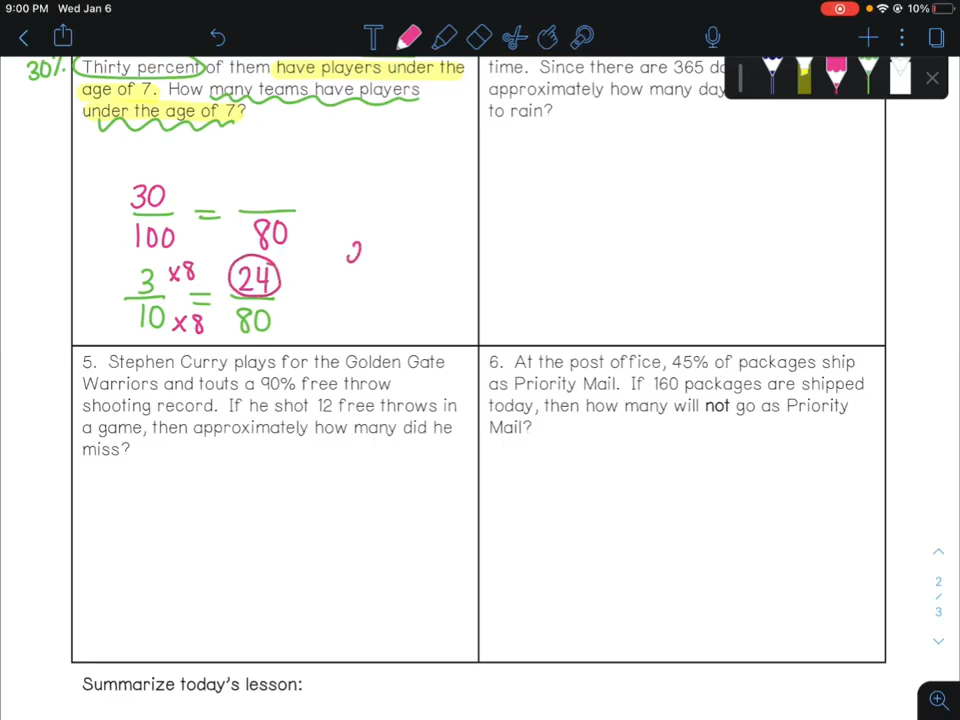 9:00 PM Wed Jan 6
10%
30%
Thirty percent of them have players under the
age of 7. How many teams have players
under the age of 7?
time. Since there are 365 da
approximately how many day
to rain?
30
100
=
80
3 x8
10 x8
=
24
80
5. Stephen Curry plays for the Golden Gate
Warriors and touts a 90% free throw
shooting record. If he shot 12 free throws in
a game, then approximately how many did he
miss?
6. At the post office, 45% of packages ship
as Priority Mail. If 160 packages are shipped
today, then how many will not go as Priority
Mail?
2
/
3
Summarize today's lesson: